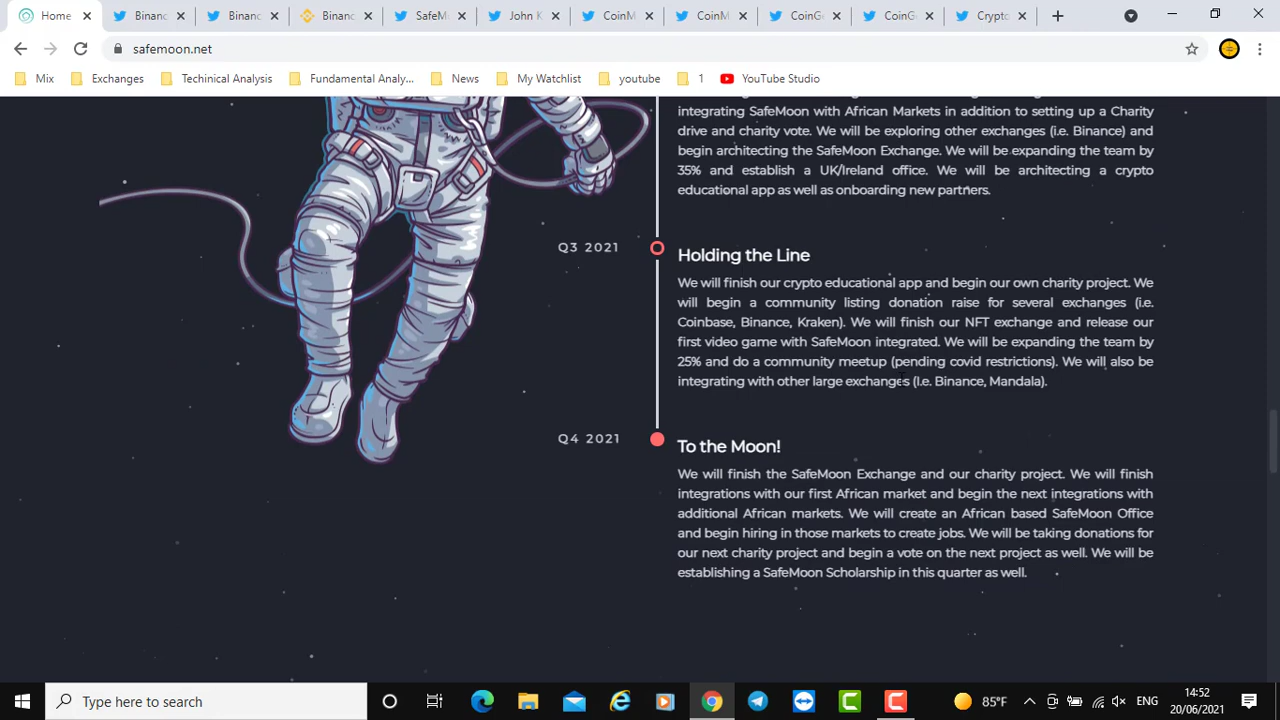 Home
Binanc
Binanc
Binanc
SafeM
John K
CoinM
CoinM
CoinG
CoinG
Crypto
safemoon.net
Mix
Exchanges
Techinical Analysis
Fundamental Analy...
News
My Watchlist
youtube
1
YouTube Studio
integrating SafeMoon with African Markets in addition to setting up a Charity
drive and charity vote. We will be exploring other exchanges (i.e. Binance) and
begin architecting the SafeMoon Exchange. We will be expanding the team by
35% and establish a UK/Ireland office. We will be architecting a crypto
educational app as well as onboarding new partners.
Q3 2021
Holding the Line
We will finish our crypto educational app and begin our own charity project. We
will begin a community listing donation raise for several exchanges (i.e.
Coinbase, Binance, Kraken). We will finish our NFT exchange and release our
first video game with SafeMoon integrated. We will be expanding the team by
25% and do a community meetup (pending covid restrictions). We will also be
integrating with other large exchanges (I.e. Binance, Mandala).
Q4 2021
To the Moon!
We will finish the SafeMoon Exchange and our charity project. We will finish
integrations with our first African market and begin the next integrations with
additional African markets. We will create an African based SafeMoon Office
and begin hiring in those markets to create jobs. We will be taking donations for
our next charity project and begin a vote on the next project as well. We will be
establishing a SafeMoon Scholarship in this quarter as well.
Type here to search
85°F
ENG
14:52
20/06/2021